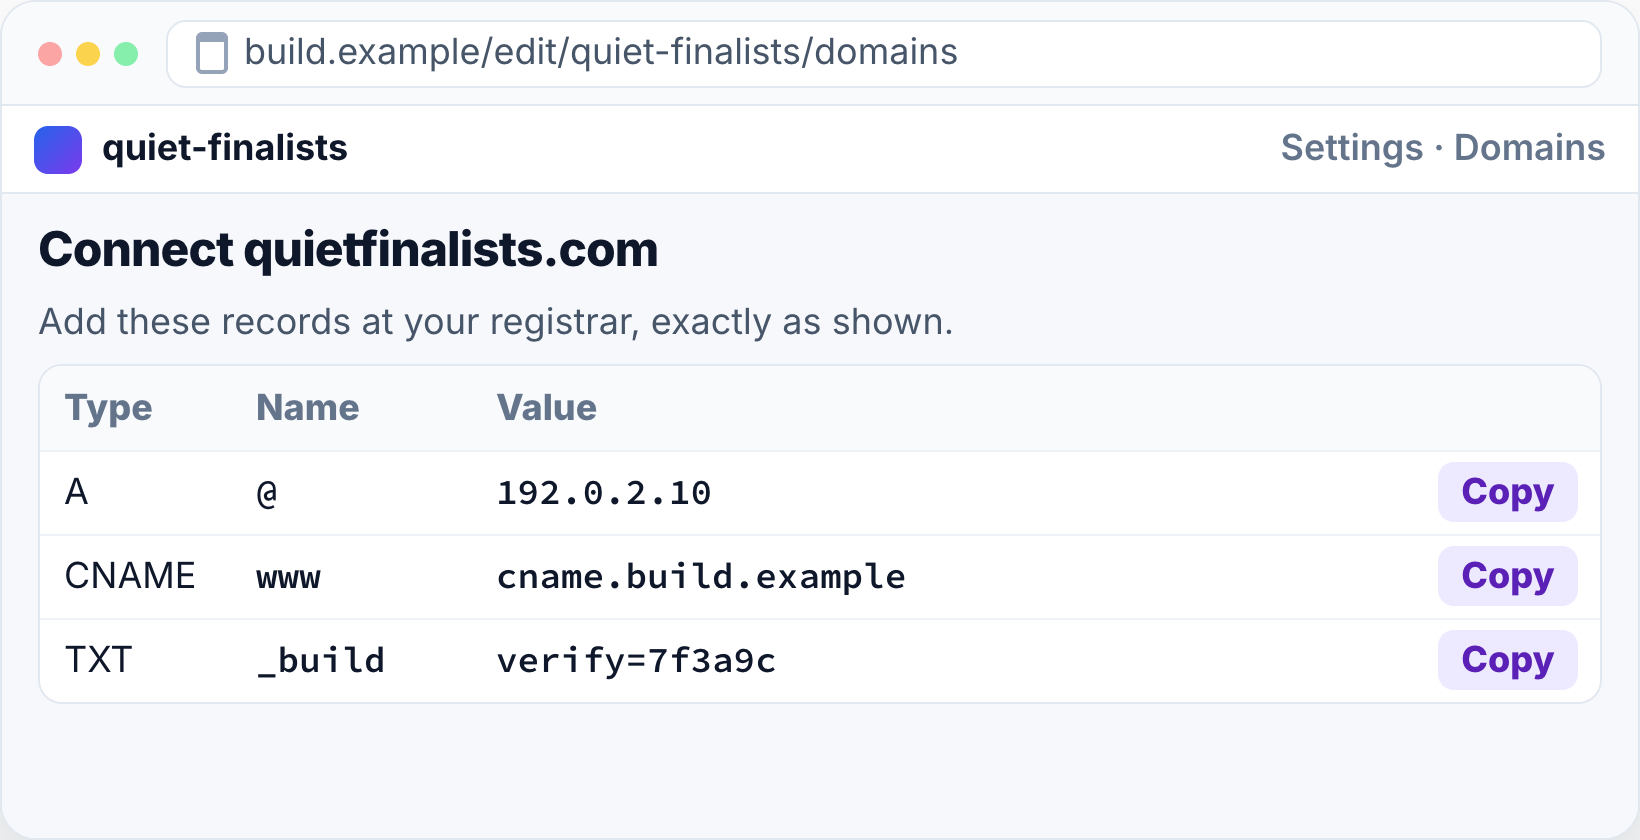 build.example/edit/quiet-finalists/domains
quiet-finalists
Settings · Domains
Connect quietfinalists.com
Add these records at your registrar, exactly as shown.
Type Name Value
A @ 192.0.2.10 Copy
CNAME www cname.build.example Copy
TXT _build verify=7f3a9c Copy